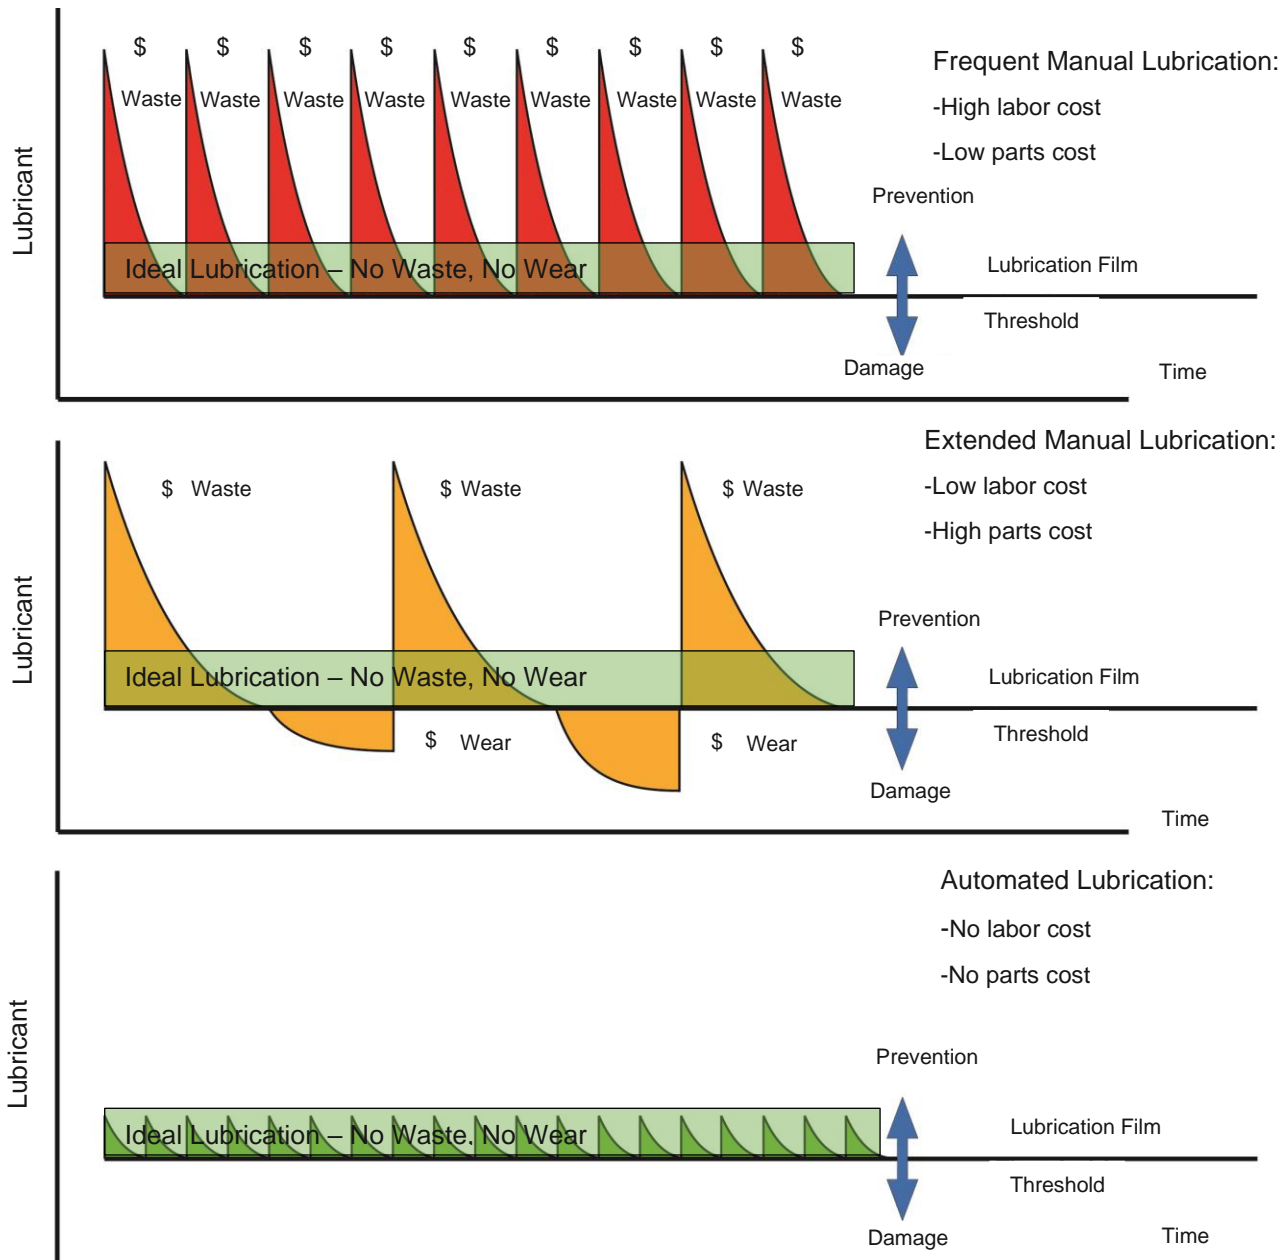 $ $ $ $ $ $ $ $ $
Frequent Manual Lubrication:
Waste Waste Waste Waste Waste Waste Waste Waste Waste
-High labor cost
-Low parts cost
Lubricant
Prevention
Ideal Lubrication – No Waste, No Wear
Lubrication Film
Threshold
Damage
Time
Extended Manual Lubrication:
$ Waste $ Waste $ Waste
-Low labor cost
-High parts cost
Lubricant
Prevention
Ideal Lubrication – No Waste, No Wear
Lubrication Film
$ Wear $ Wear
Threshold
Damage
Time
Automated Lubrication:
-No labor cost
-No parts cost
Lubricant
Prevention
Ideal Lubrication – No Waste, No Wear
Lubrication Film
Threshold
Damage
Time